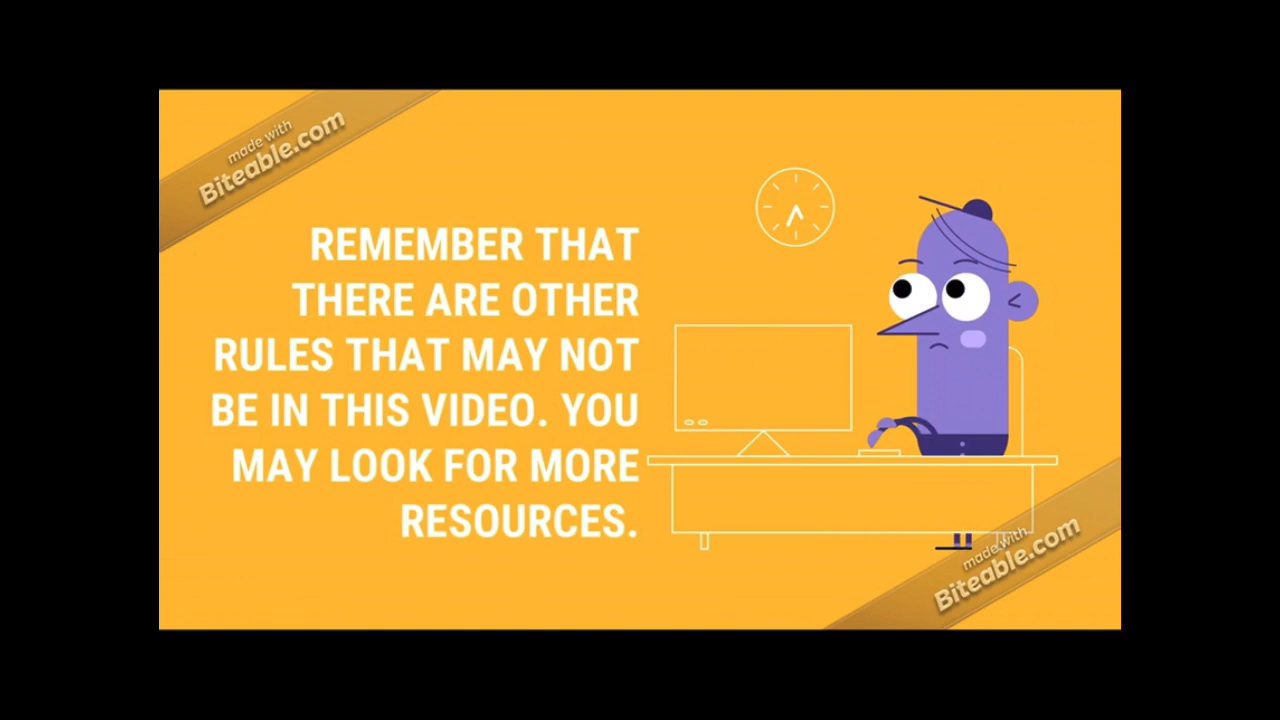 made with
Biteable.com
REMEMBER THAT
THERE ARE OTHER
RULES THAT MAY NOT
BE IN THIS VIDEO. YOU
MAY LOOK FOR MORE
RESOURCES.
made with
Biteable.com